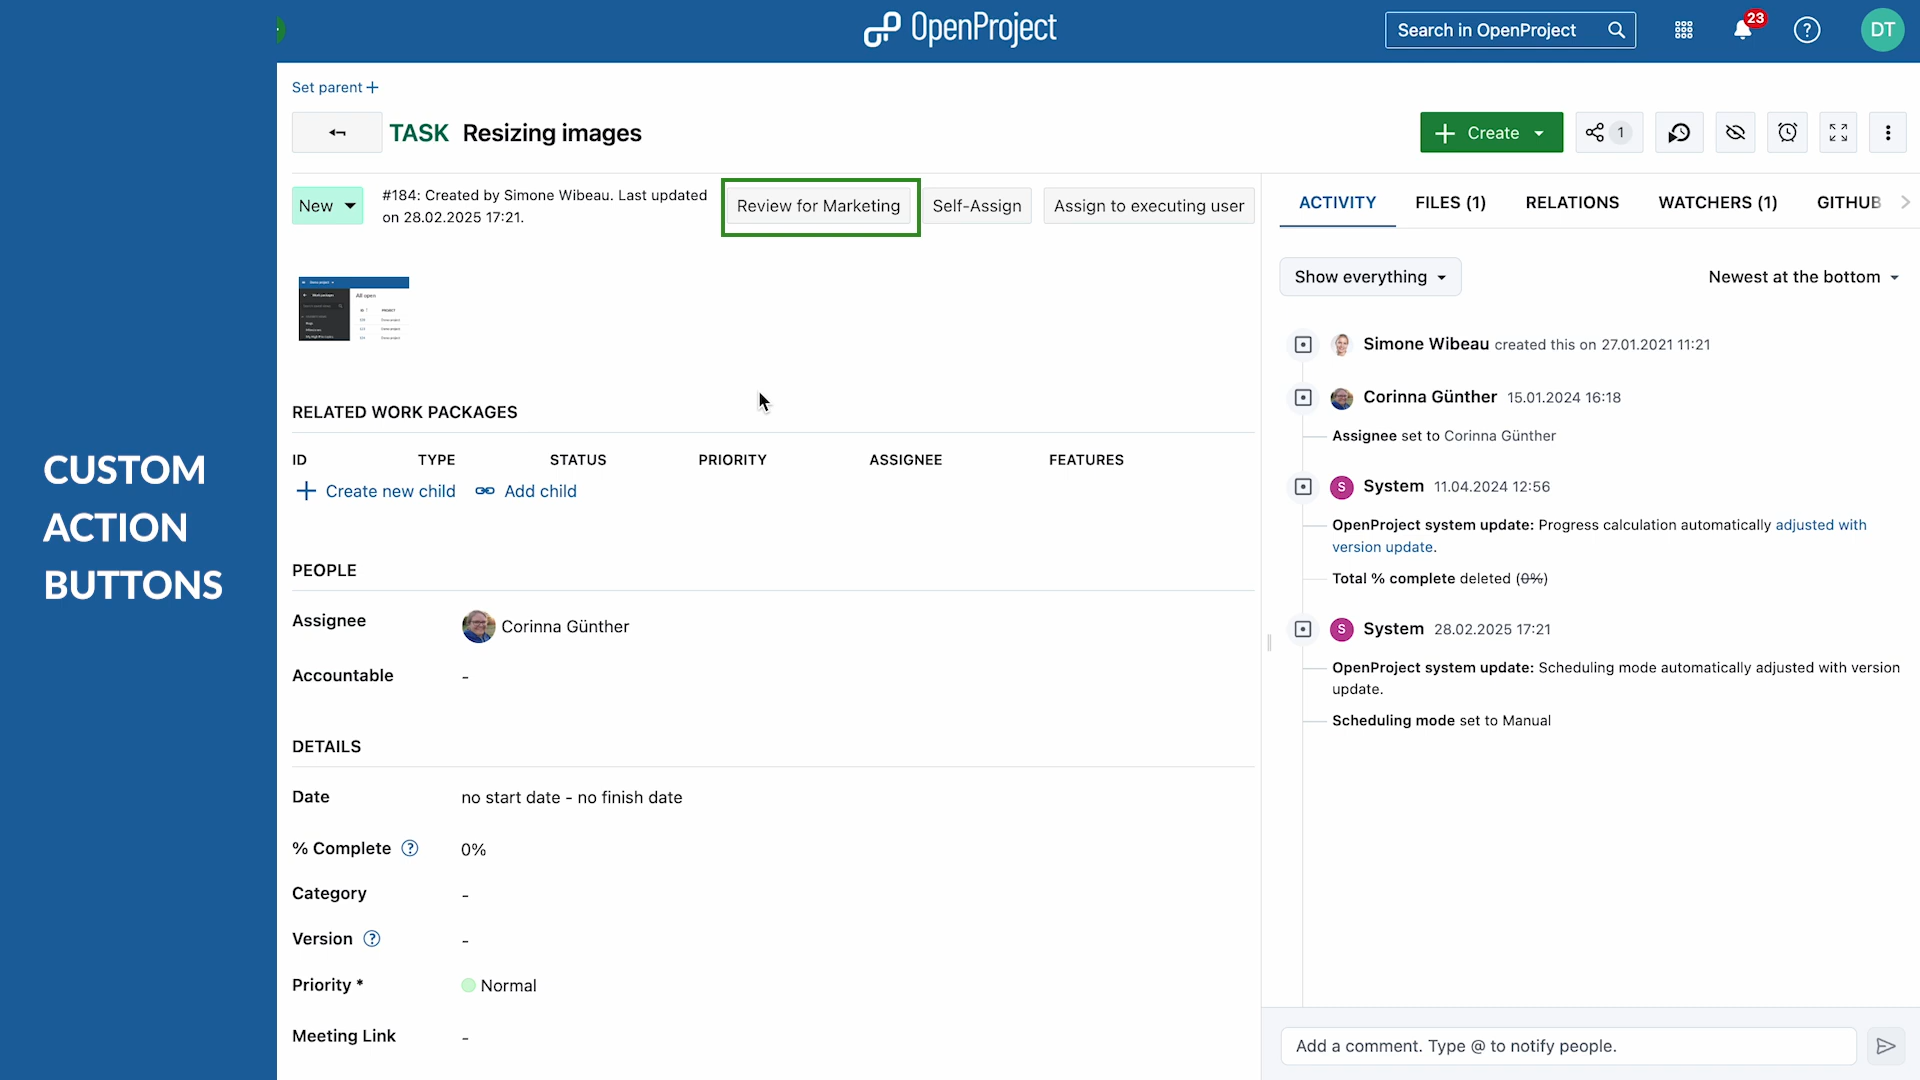 OpenProject
Search in OpenProject
23
DT
CUSTOM
ACTION
BUTTONS
Set parent
TASK Resizing images
Create
1
New
#184: Created by Simone Wibeau. Last updated
on 28.02.2025 17:21.
Review for Marketing
Self-Assign
Assign to executing user
All open
RELATED WORK PACKAGES
ID TYPE STATUS PRIORITY ASSIGNEE FEATURES
Create new child Add child
PEOPLE
Assignee Corinna Günther
Accountable -
DETAILS
Date no start date - no finish date
% Complete ? 0%
Category -
Version ? -
Priority * Normal
Meeting Link -
ACTIVITY FILES (1) RELATIONS WATCHERS (1) GITHUB
Show everything
Newest at the bottom
Simone Wibeau created this on 27.01.2021 11:21
Corinna Günther 15.01.2024 16:18
Assignee set to Corinna Günther
S System 11.04.2024 12:56
OpenProject system update: Progress calculation automatically adjusted with
version update.
Total % complete deleted (0%)
S System 28.02.2025 17:21
OpenProject system update: Scheduling mode automatically adjusted with version
update.
Scheduling mode set to Manual
Add a comment. Type @ to notify people.